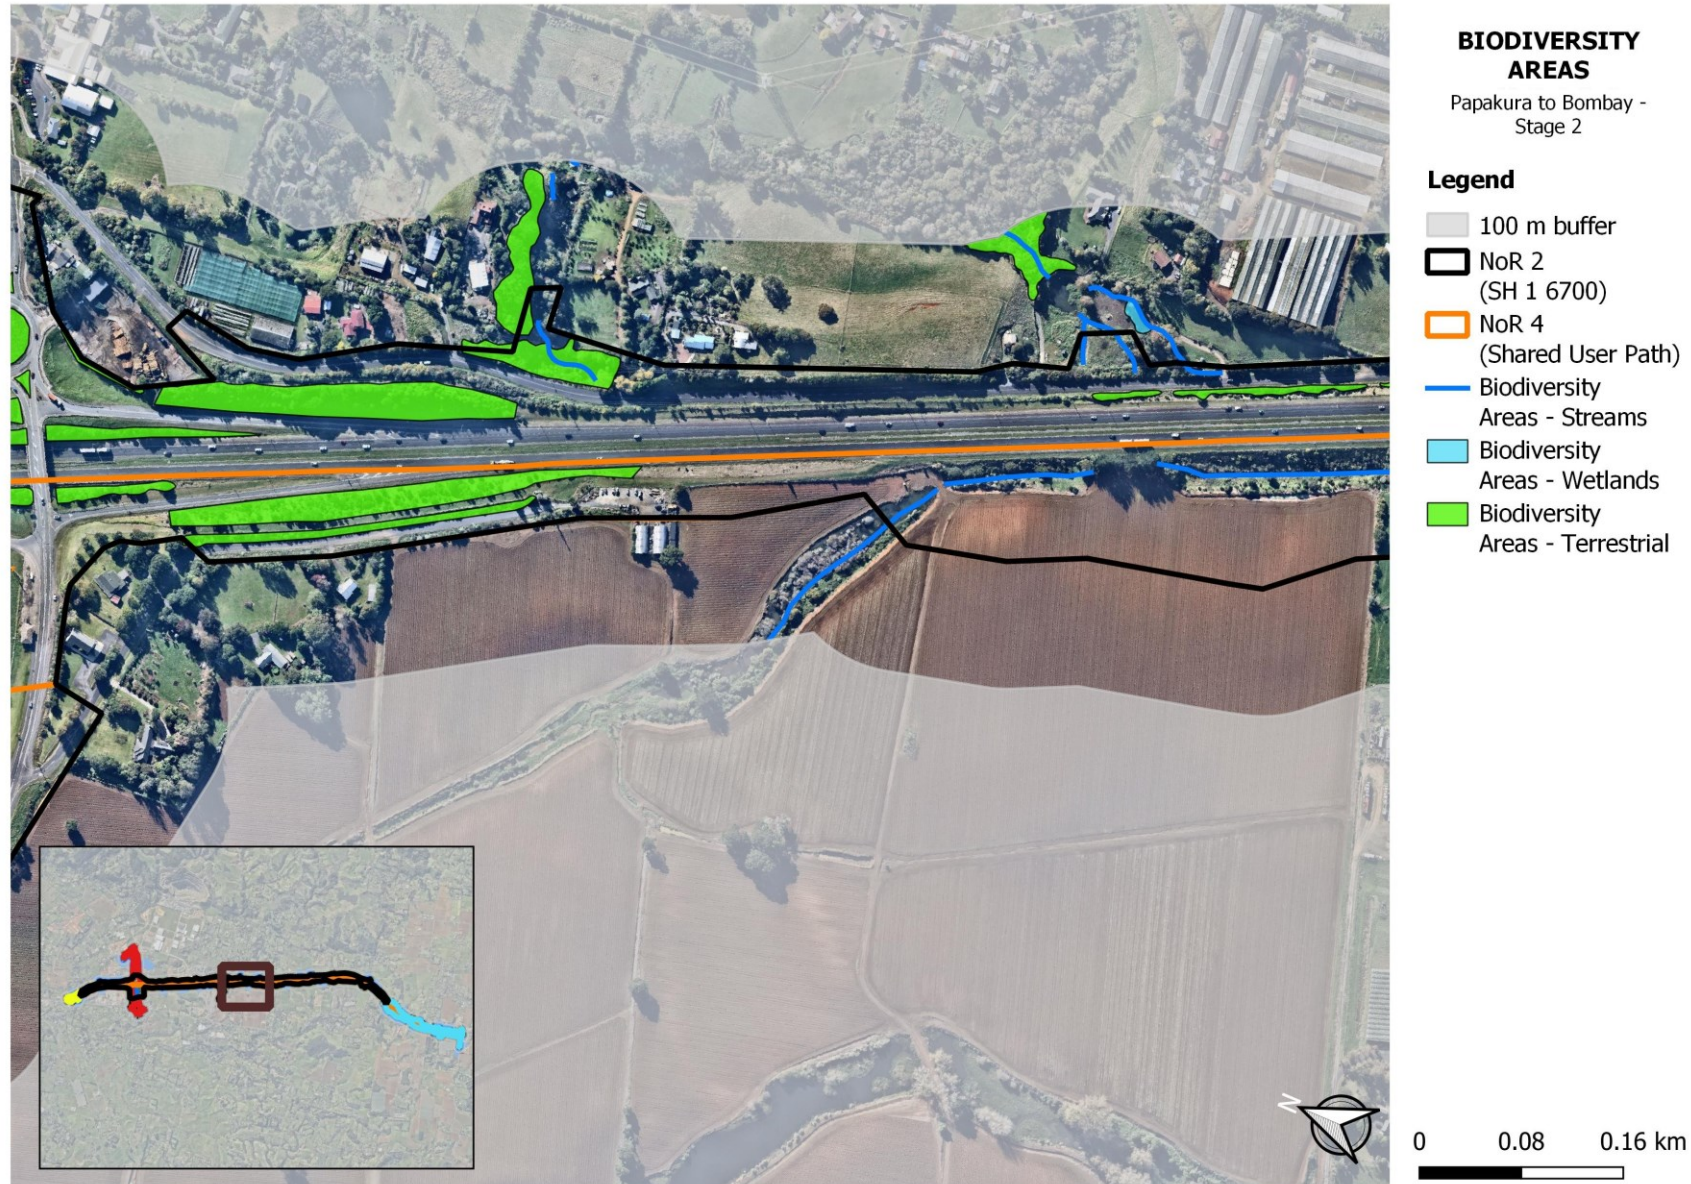 BIODIVERSITY
AREAS
Papakura to Bombay -
Stage 2
Legend
100 m buffer
NoR 2
(SH 1 6700)
NoR 4
(Shared User Path)
Biodiversity
Areas - Streams
Biodiversity
Areas - Wetlands
Biodiversity
Areas - Terrestrial
N
0 0.08 0.16 km